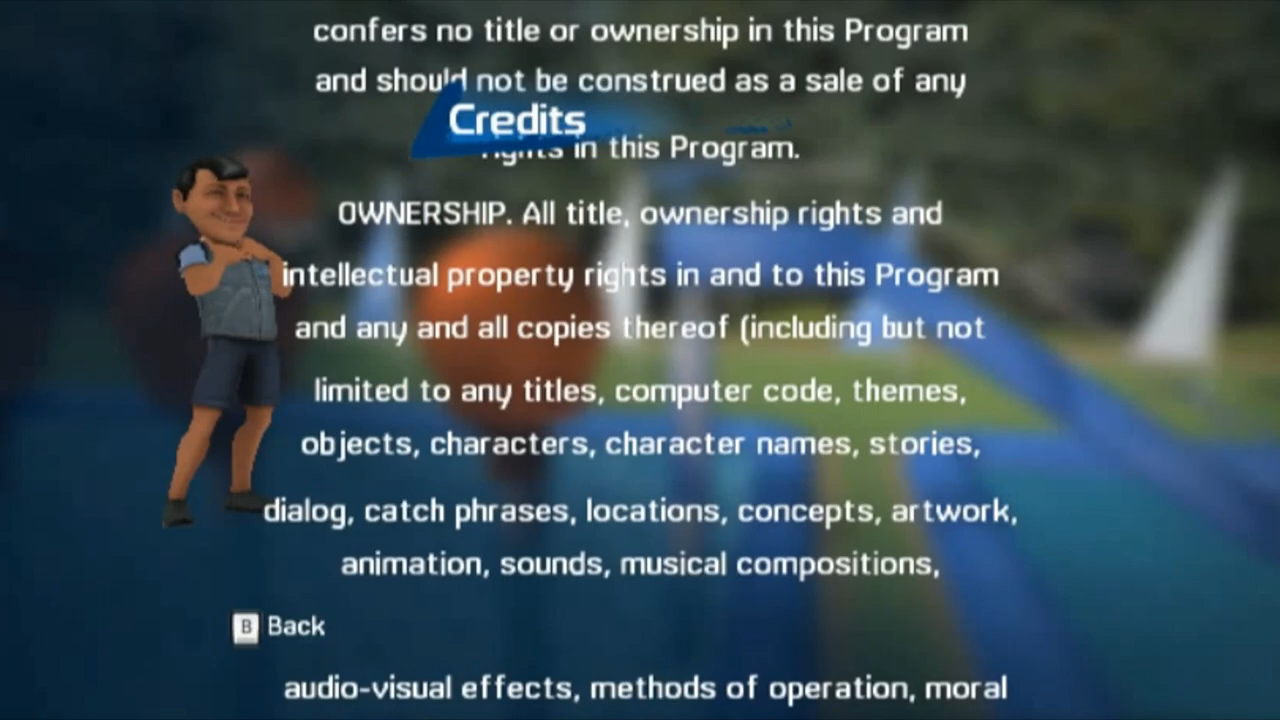 confers no title or ownership in this Program
and should not be construed as a sale of any
Credits
rights in this Program.
OWNERSHIP. All title, ownership rights and
intellectual property rights in and to this Program
and any and all copies thereof (including but not
limited to any titles, computer code, themes,
objects, characters, character names, stories,
dialog, catch phrases, locations, concepts, artwork,
animation, sounds, musical compositions,
B Back
audio-visual effects, methods of operation, moral